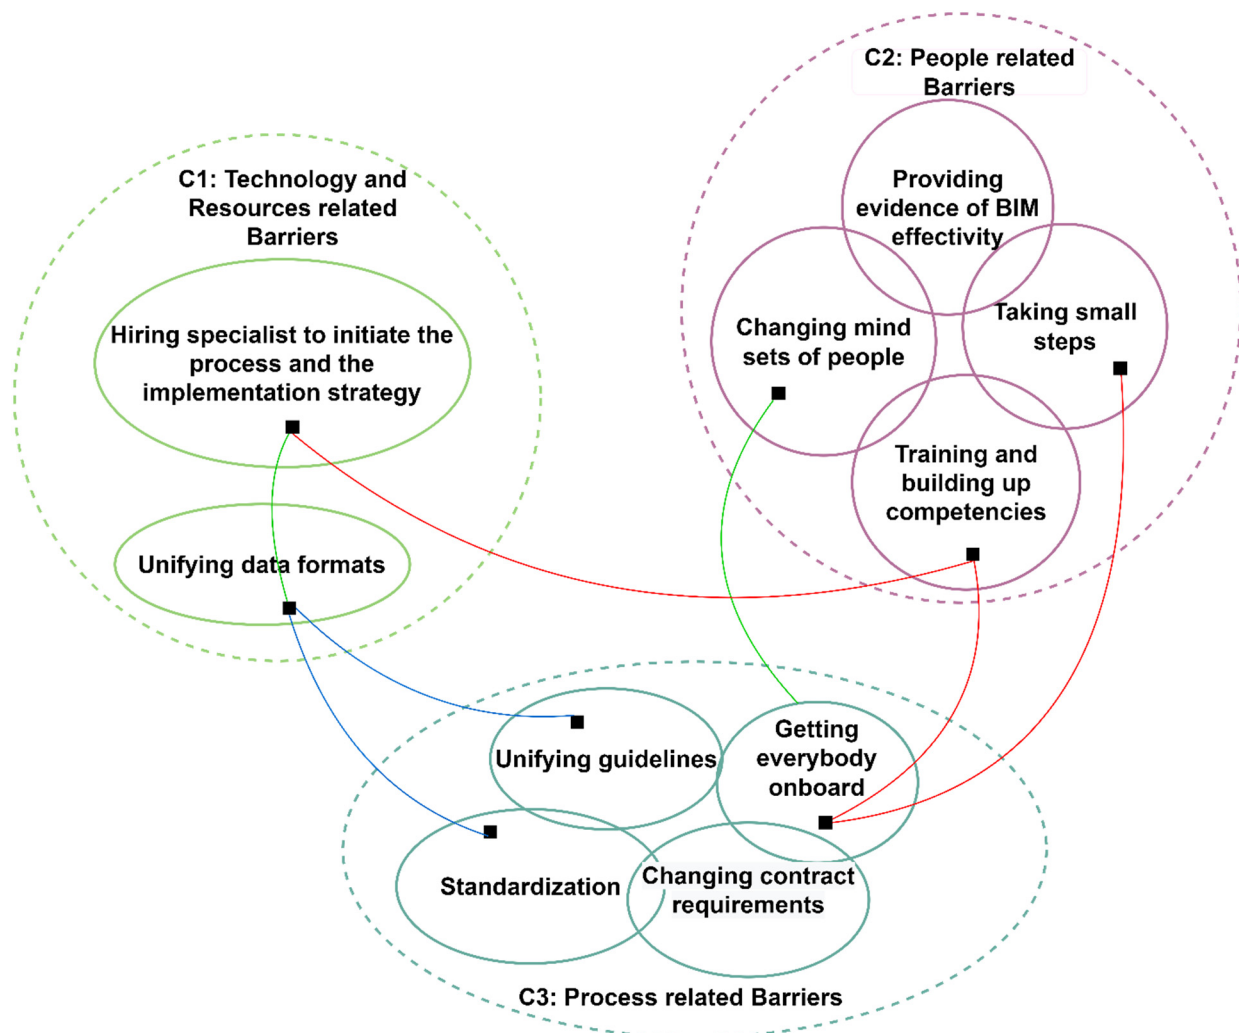 C2: People related
Barriers
Providing
evidence of BIM
effectivity
Changing mind
sets of people
Taking small
steps
Training and
building up
competencies
C1: Technology and
Resources related
Barriers
Hiring specialist to initiate the
process and the
implementation strategy
Unifying data formats
Unifying guidelines
Getting
everybody
onboard
Standardization
Changing contract
requirements
C3: Process related Barriers